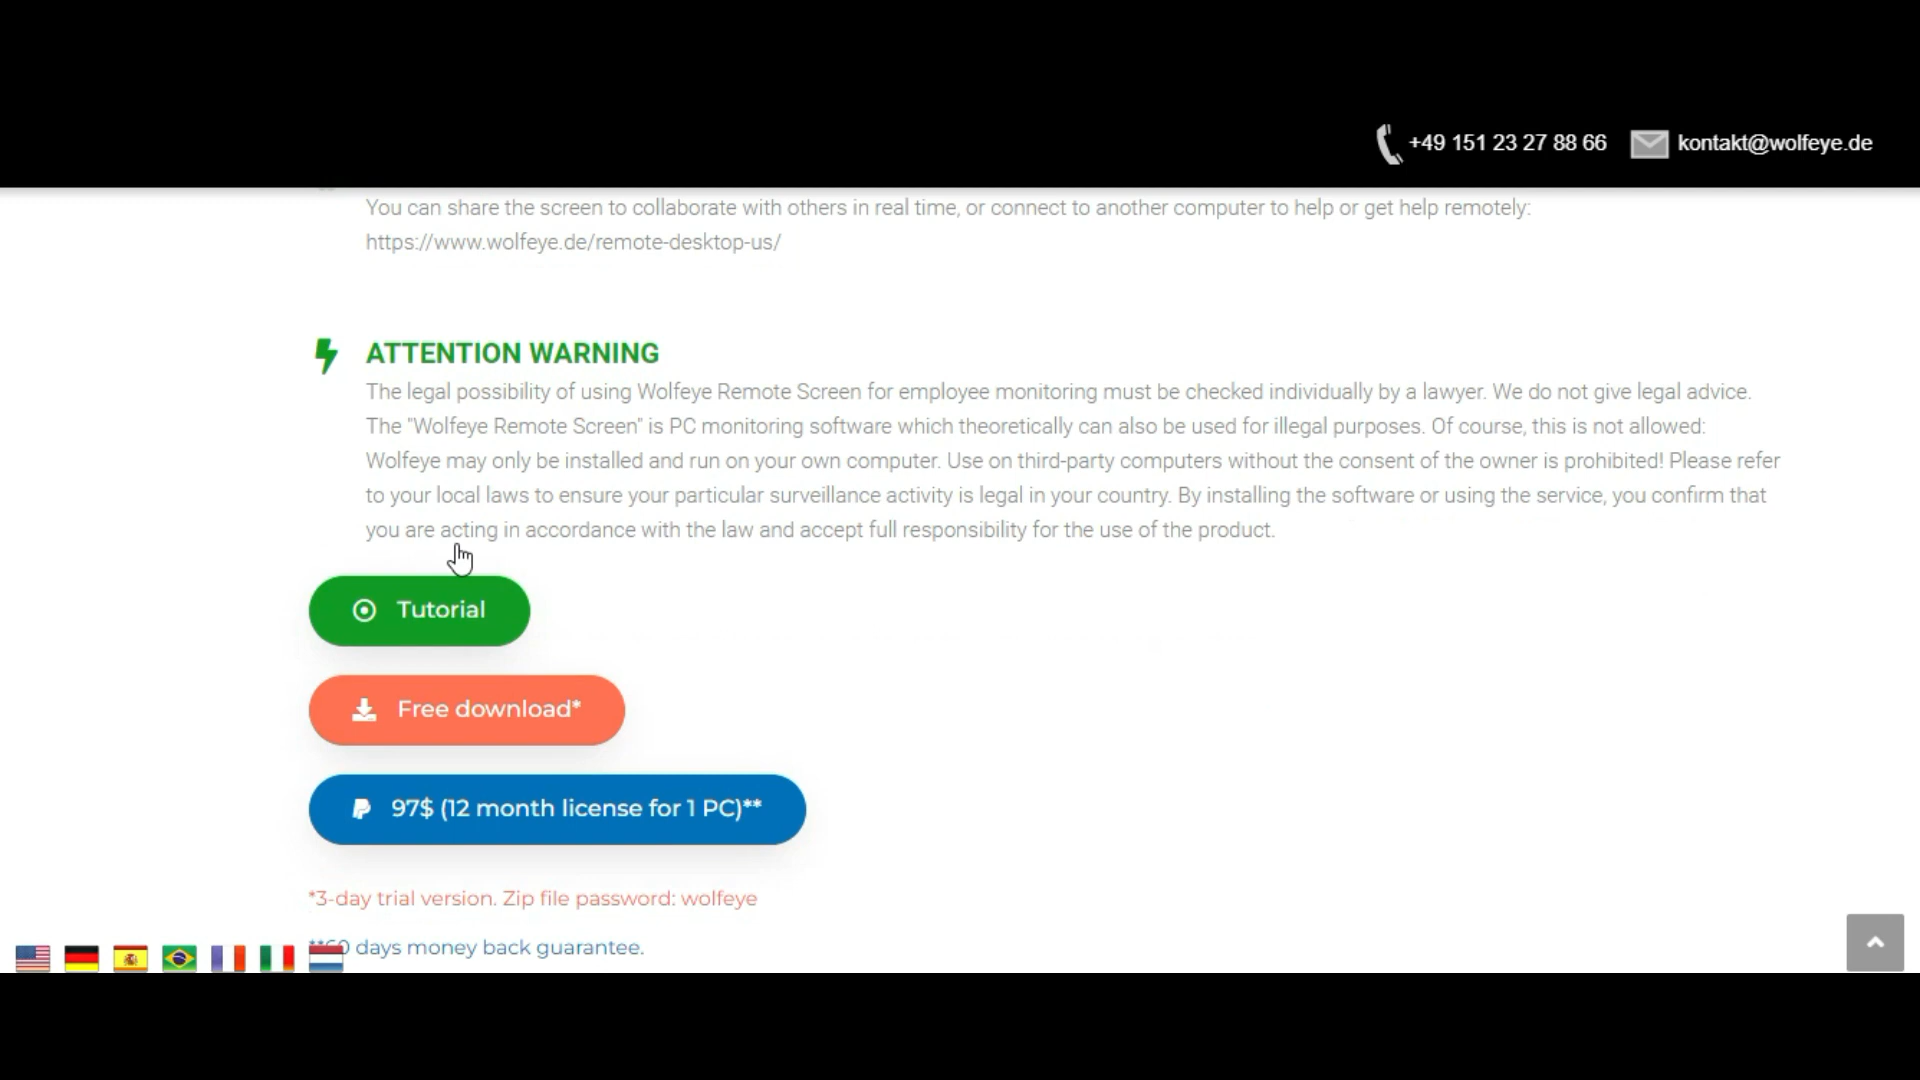 +49 151 23 27 88 66 kontakt@wolfeye.de
You can share the screen to collaborate with others in real time, or connect to another computer to help or get help remotely:
https://www.wolfeye.de/remote-desktop-us/
ATTENTION WARNING
The legal possibility of using Wolfeye Remote Screen for employee monitoring must be checked individually by a lawyer. We do not give legal advice.
The "Wolfeye Remote Screen" is PC monitoring software which theoretically can also be used for illegal purposes. Of course, this is not allowed:
Wolfeye may only be installed and run on your own computer. Use on third-party computers without the consent of the owner is prohibited! Please refer
to your local laws to ensure your particular surveillance activity is legal in your country. By installing the software or using the service, you confirm that
you are acting in accordance with the law and accept full responsibility for the use of the product.
Tutorial
Free download*
97$ (12 month license for 1 PC)**
*3-day trial version. Zip file password: wolfeye
**60 days money back guarantee.